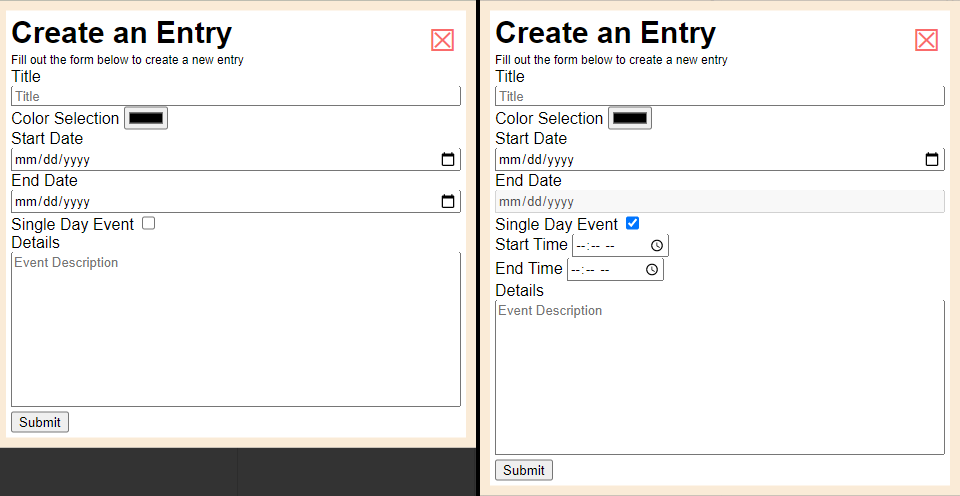 Create an Entry
Fill out the form below to create a new entry
Title
Title
Color Selection
Start Date
mm/dd/yyyy
End Date
mm/dd/yyyy
Single Day Event
Details
Event Description
Submit
Create an Entry
Fill out the form below to create a new entry
Title
Title
Color Selection
Start Date
mm/dd/yyyy
End Date
mm/dd/yyyy
Single Day Event
Start Time --:-- --
End Time --:-- --
Details
Event Description
Submit